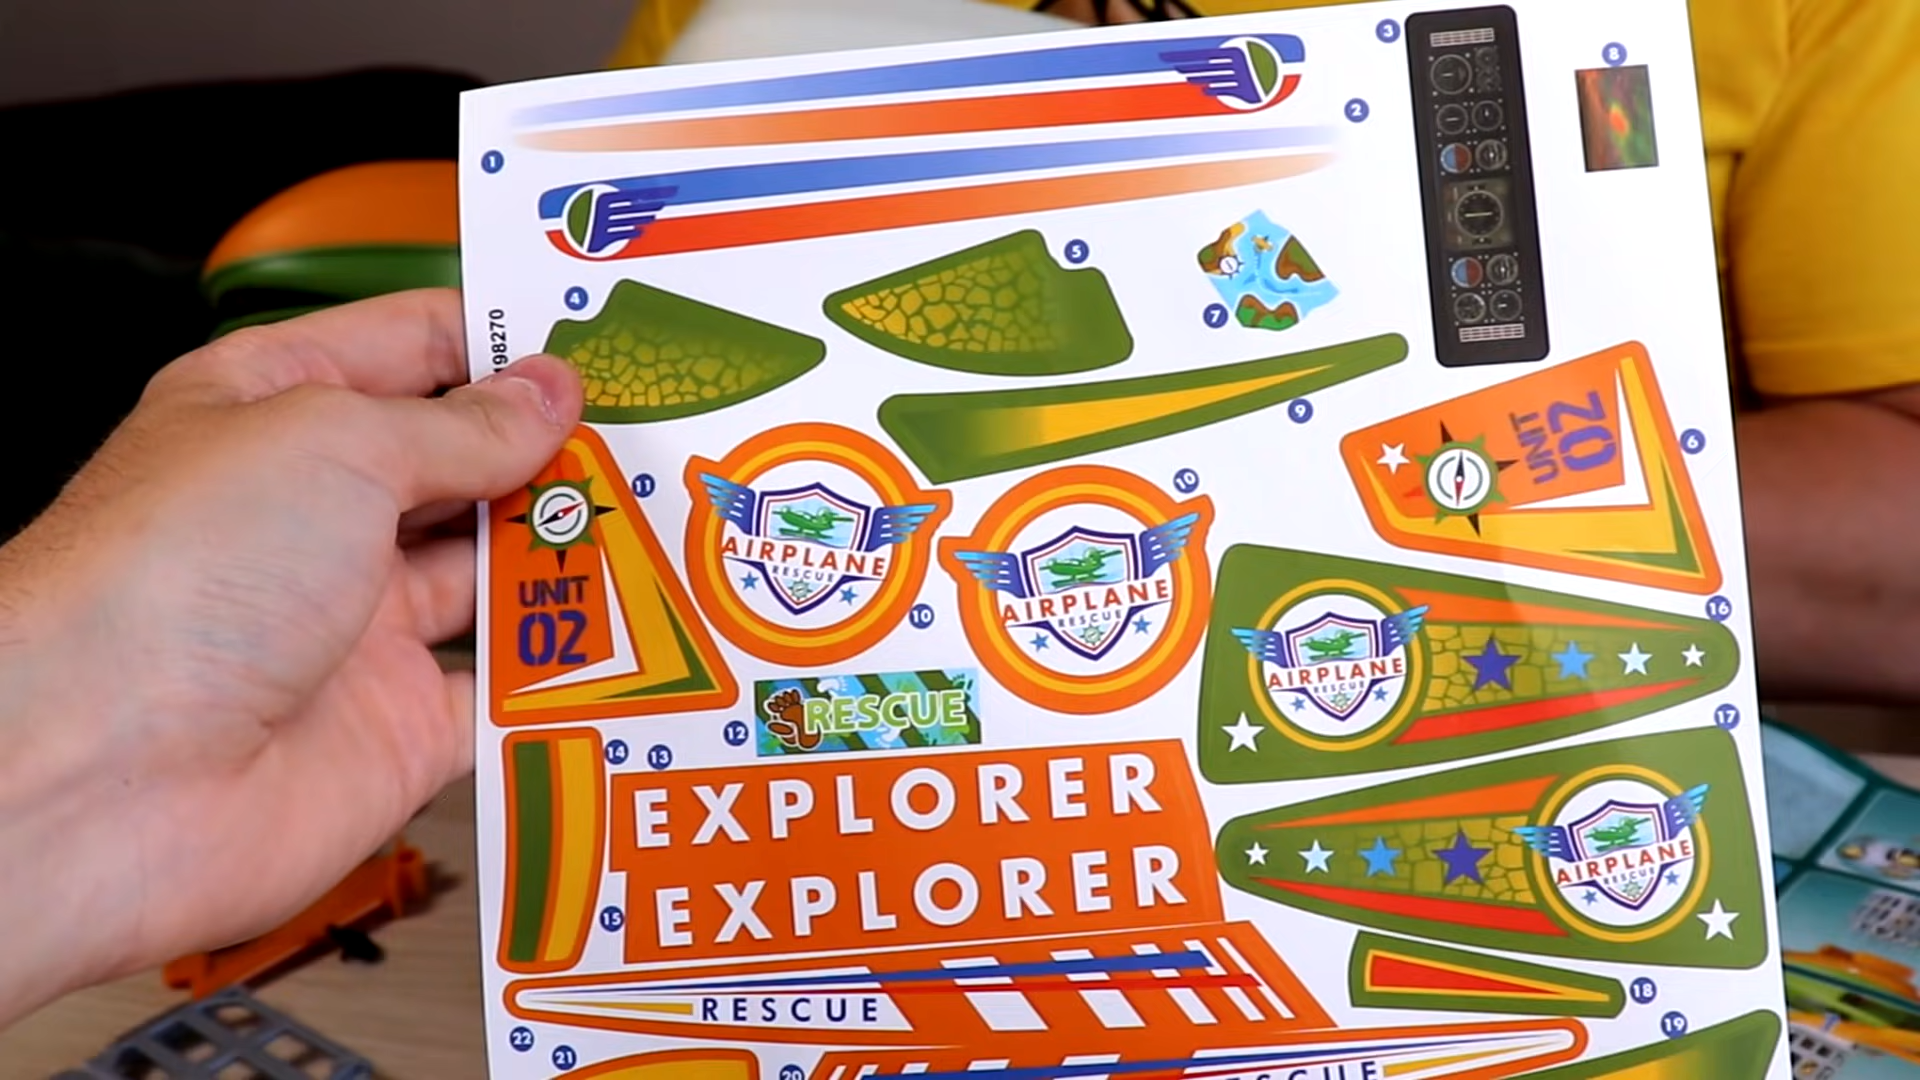 3
8
2
1
5
4
7
198270
9
6
UNIT
02
11
10
UNIT
02
AIRPLANE
RESCUE
10
AIRPLANE
RESCUE
16
AIRPLANE
RESCUE
12
RESCUE
17
14
13
EXPLORER
AIRPLANE
RESCUE
15
EXPLORER
18
RESCUE
22
19
21
20